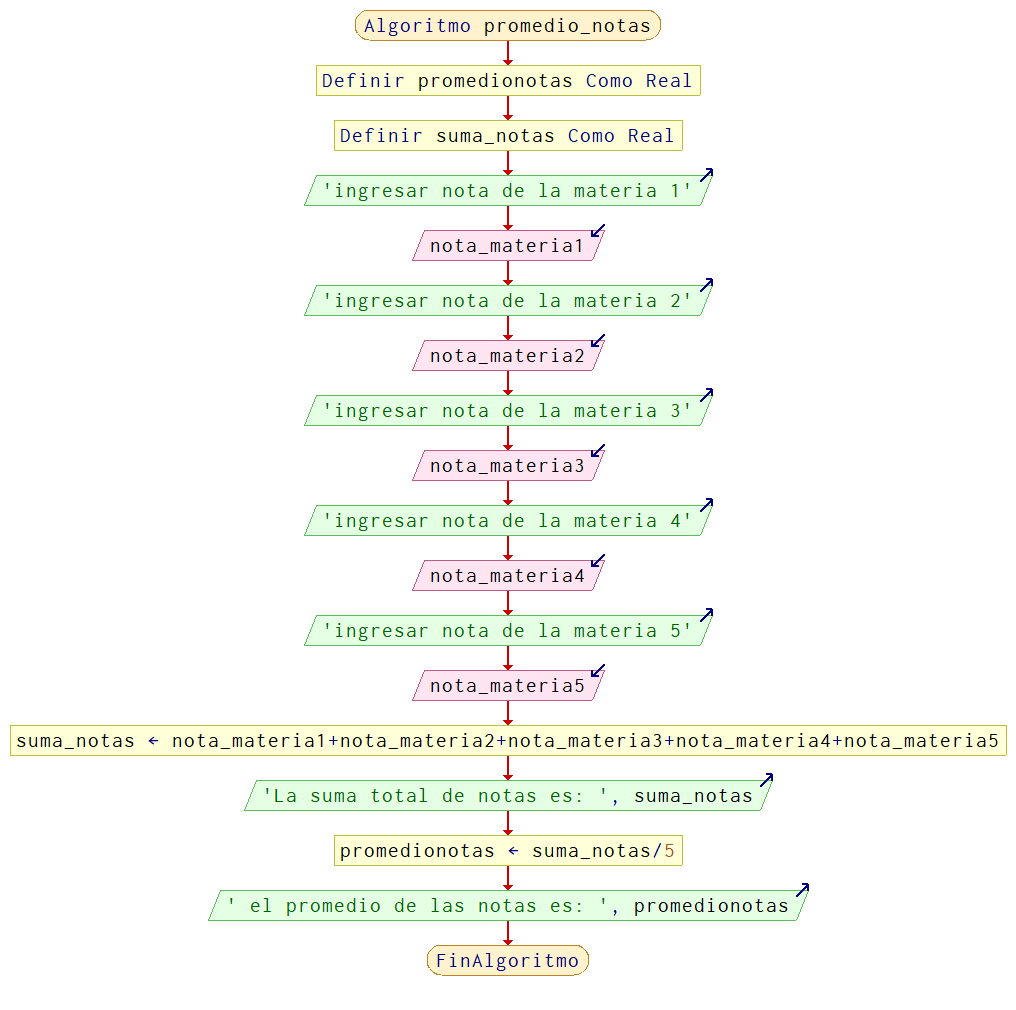 Algoritmo promedio_notas
Definir promedionotas Como Real
Definir suma_notas Como Real
'ingresar nota de la materia 1'
nota_materia1
'ingresar nota de la materia 2'
nota_materia2
'ingresar nota de la materia 3'
nota_materia3
'ingresar nota de la materia 4'
nota_materia4
'ingresar nota de la materia 5'
nota_materia5
suma_notas ← nota_materia1+nota_materia2+nota_materia3+nota_materia4+nota_materia5
'La suma total de notas es: ', suma_notas
promedionotas ← suma_notas/5
' el promedio de las notas es: ', promedionotas
FinAlgoritmo